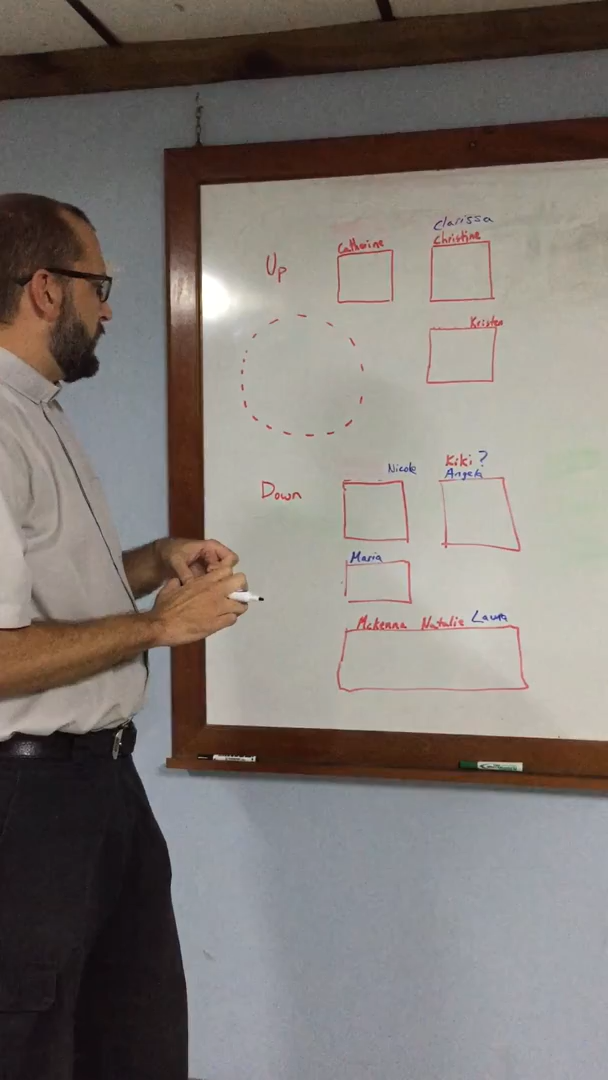 Clarissa
Catherine Christine
Up
Kristen
Kiki ?
Nicole Angela
Down
Maria
Mckenna Natalie Laura